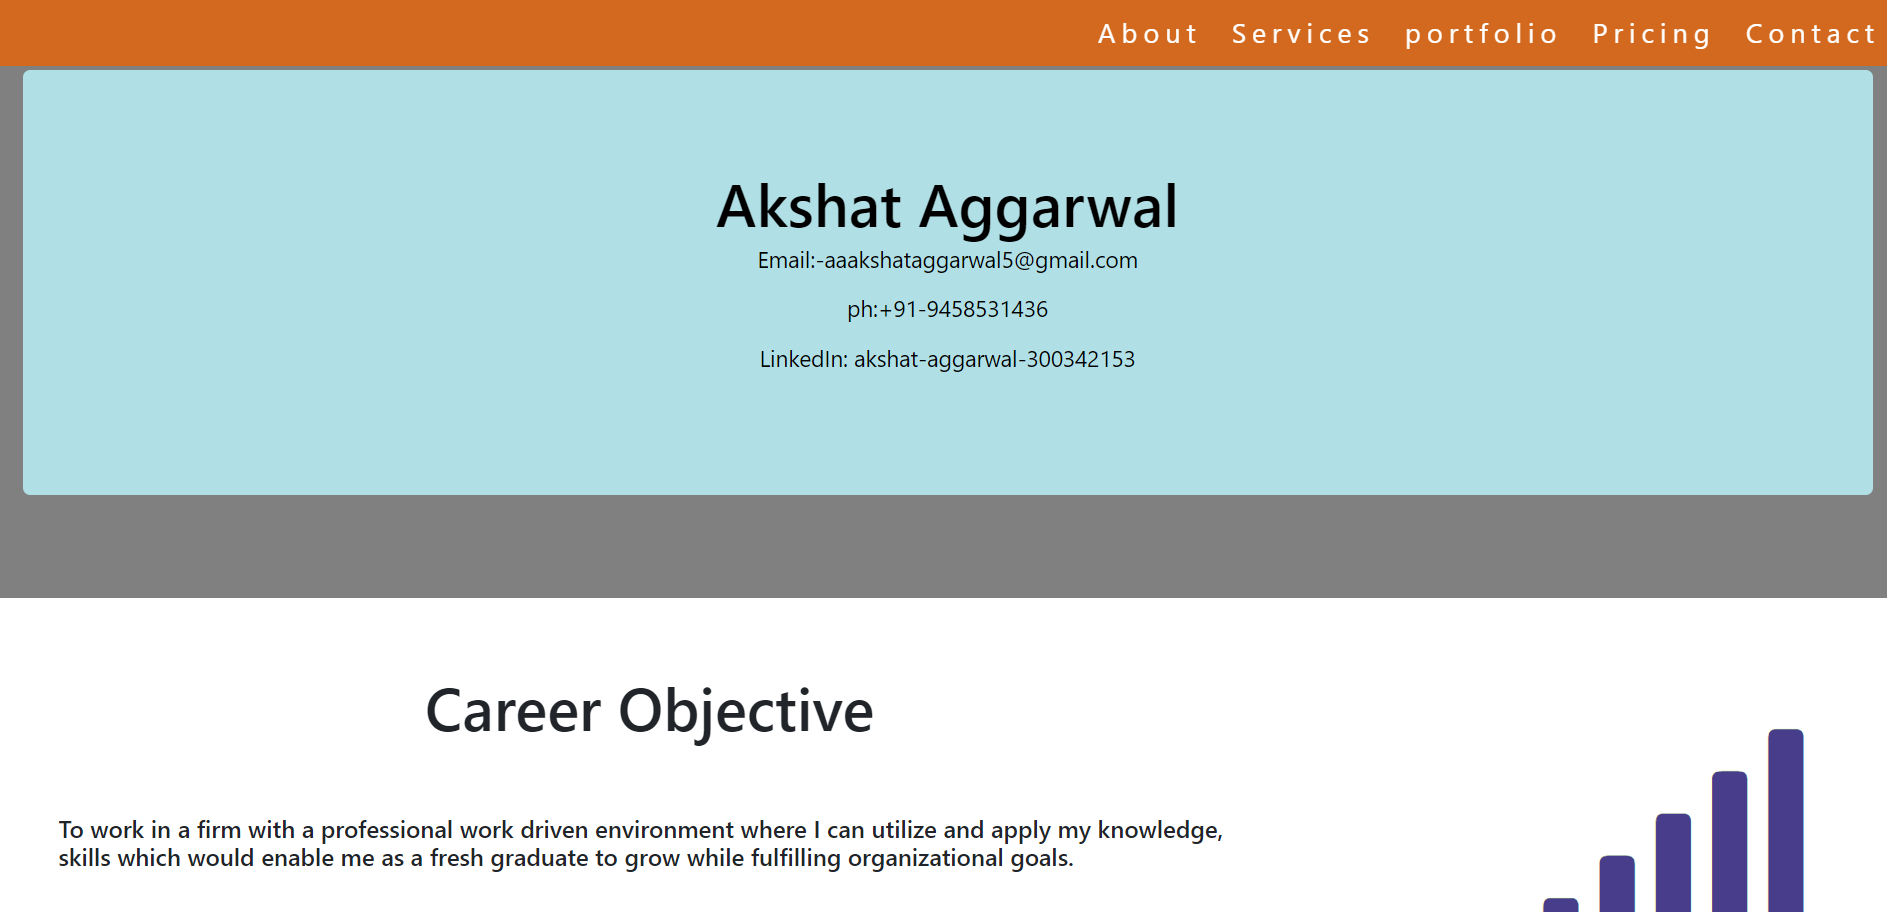 About Services portfolio Pricing Contact
Akshat Aggarwal
Email:-aaakshataggarwal5@gmail.com
ph:+91-9458531436
LinkedIn: akshat-aggarwal-300342153
Career Objective
To work in a firm with a professional work driven environment where I can utilize and apply my knowledge,
skills which would enable me as a fresh graduate to grow while fulfilling organizational goals.